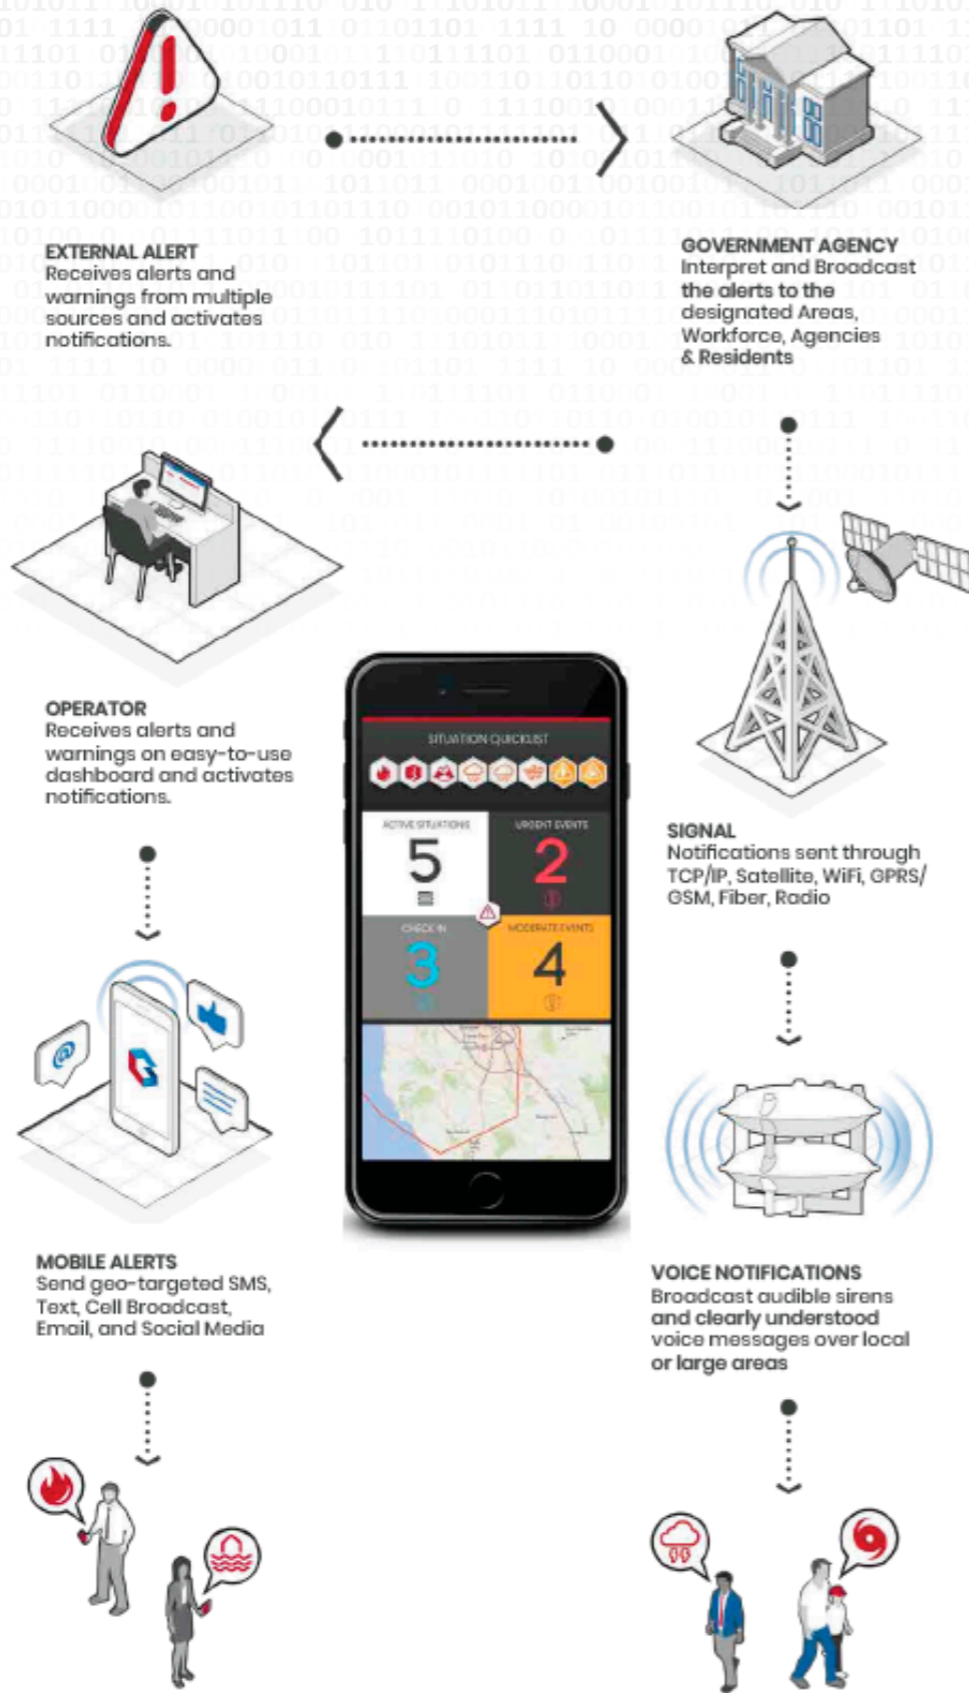 EXTERNAL ALERT
Receives alerts and
warnings from multiple
sources and activates
notifications.
GOVERNMENT AGENCY
Interpret and Broadcast
the alerts to the
designated Areas,
Workforce, Agencies
& Residents
OPERATOR
Receives alerts and
warnings on easy-to-use
dashboard and activates
notifications.
SIGNAL
Notifications sent through
TCP/IP, Satellite, WiFi, GPRS/
GSM, Fiber, Radio
SITUATION QUICKLIST
ACTIVE SITUATIONS
5
URGENT EVENTS
2
CHECK IN
3
MODERATE EVENTS
4
MOBILE ALERTS
Send geo-targeted SMS,
Text, Cell Broadcast,
Email, and Social Media
VOICE NOTIFICATIONS
Broadcast audible sirens
and clearly understood
voice messages over local
or large areas